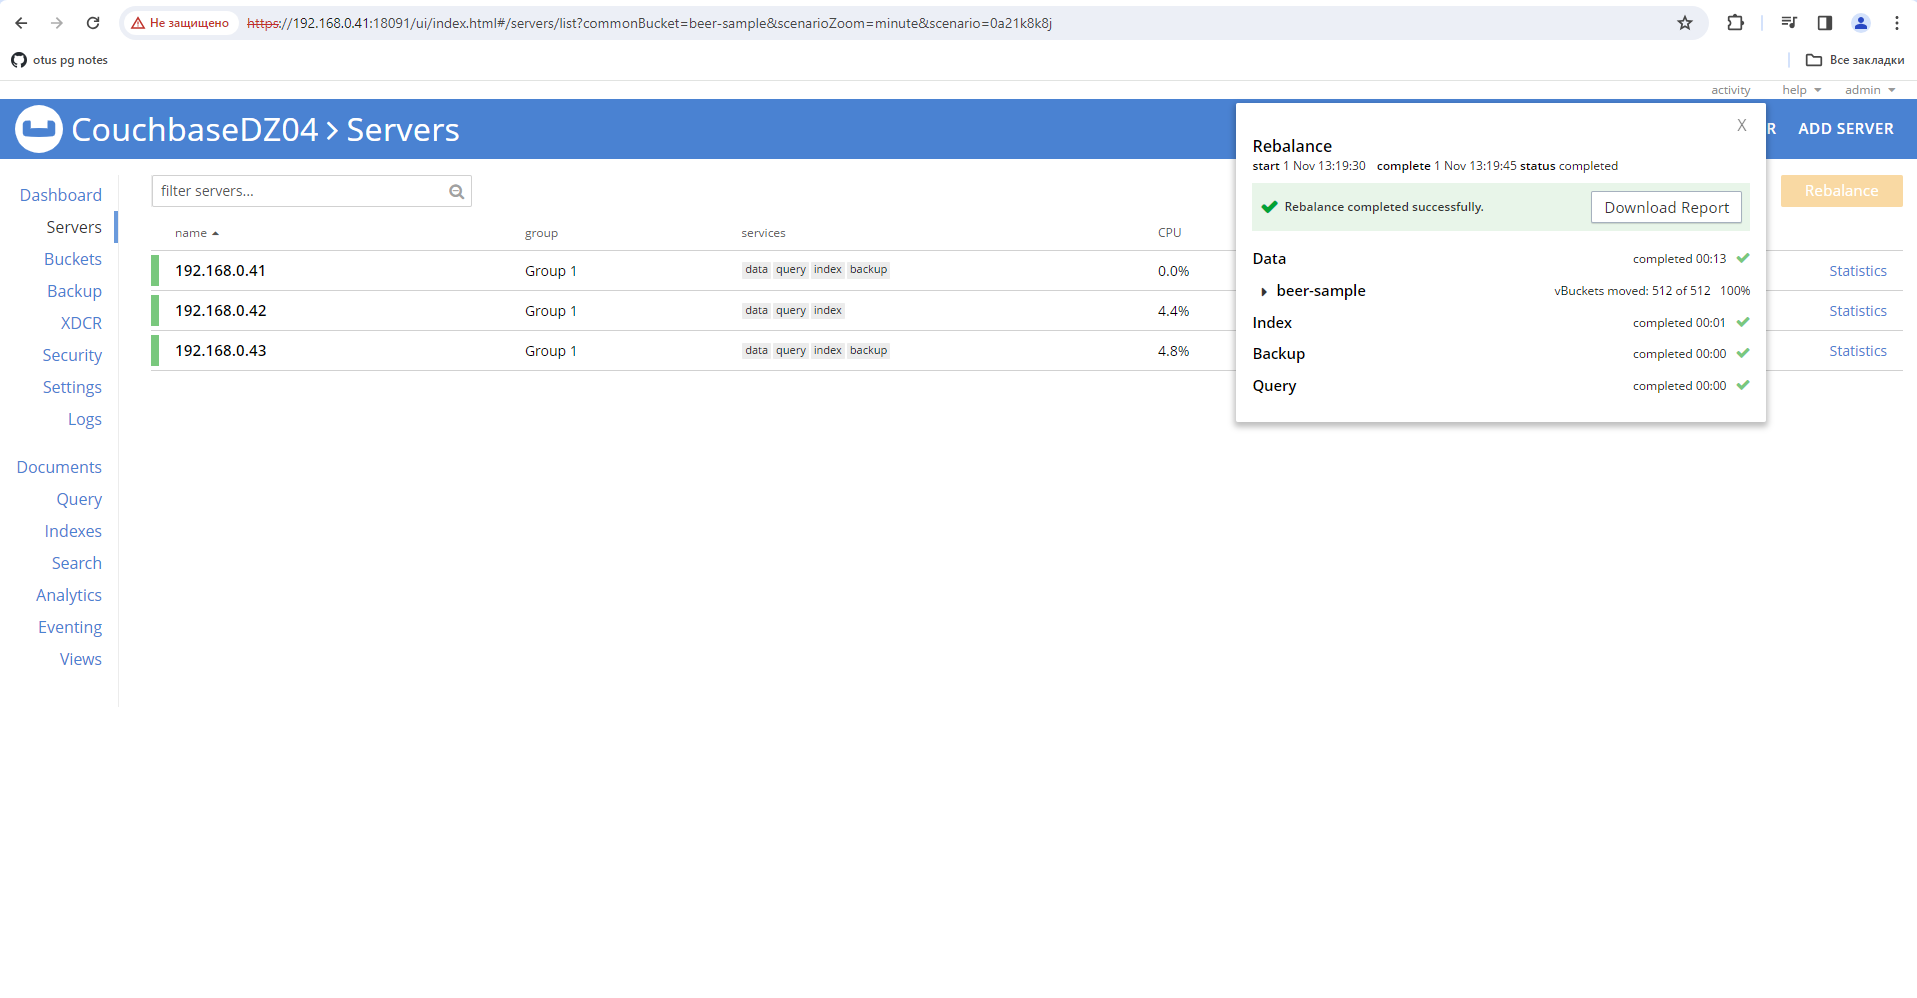 Не защищено https://192.168.0.41:18091/ui/index.html#/servers/list?commonBucket=beer-sample&scenarioZoom=minute&scenario=0a21k8k8j
otus pg notes
Все закладки
activity help admin
CouchbaseDZ04 > Servers
R ADD SERVER
Dashboard
Servers
Buckets
Backup
XDCR
Security
Settings
Logs
Documents
Query
Indexes
Search
Analytics
Eventing
Views
filter servers...
Rebalance
name group services CPU
192.168.0.41 Group 1 data query index backup 0.0% Statistics
192.168.0.42 Group 1 data query index 4.4% Statistics
192.168.0.43 Group 1 data query index backup 4.8% Statistics
X
Rebalance
start 1 Nov 13:19:30 complete 1 Nov 13:19:45 status completed
Rebalance completed successfully. Download Report
Data completed 00:13
beer-sample vBuckets moved: 512 of 512 100%
Index completed 00:01
Backup completed 00:00
Query completed 00:00